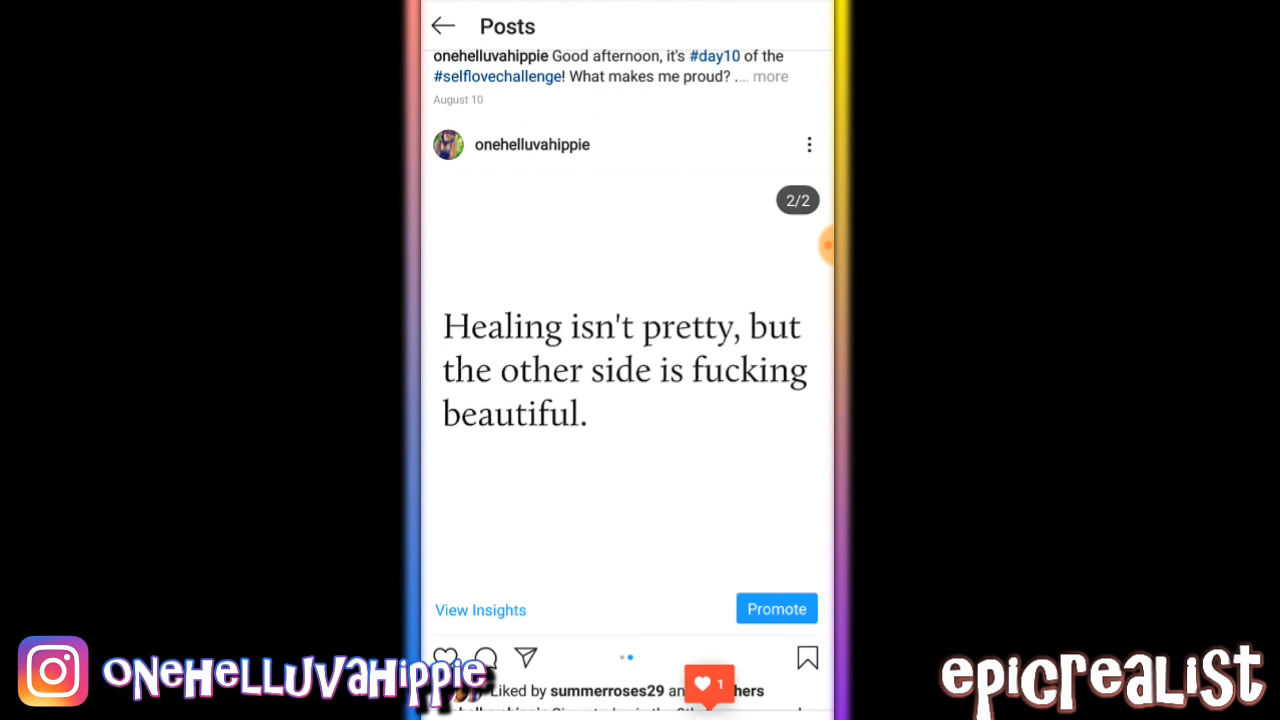 Posts
onehelluvahippie Good afternoon, it's #day10 of the
#selflovechallenge! What makes me proud? .... more
August 10
onehelluvahippie
2/2
Healing isn't pretty, but
the other side is fucking
beautiful.
View Insights
Promote
Liked by summerroses29 an hers
1
onehelluvahippie
epicrealist